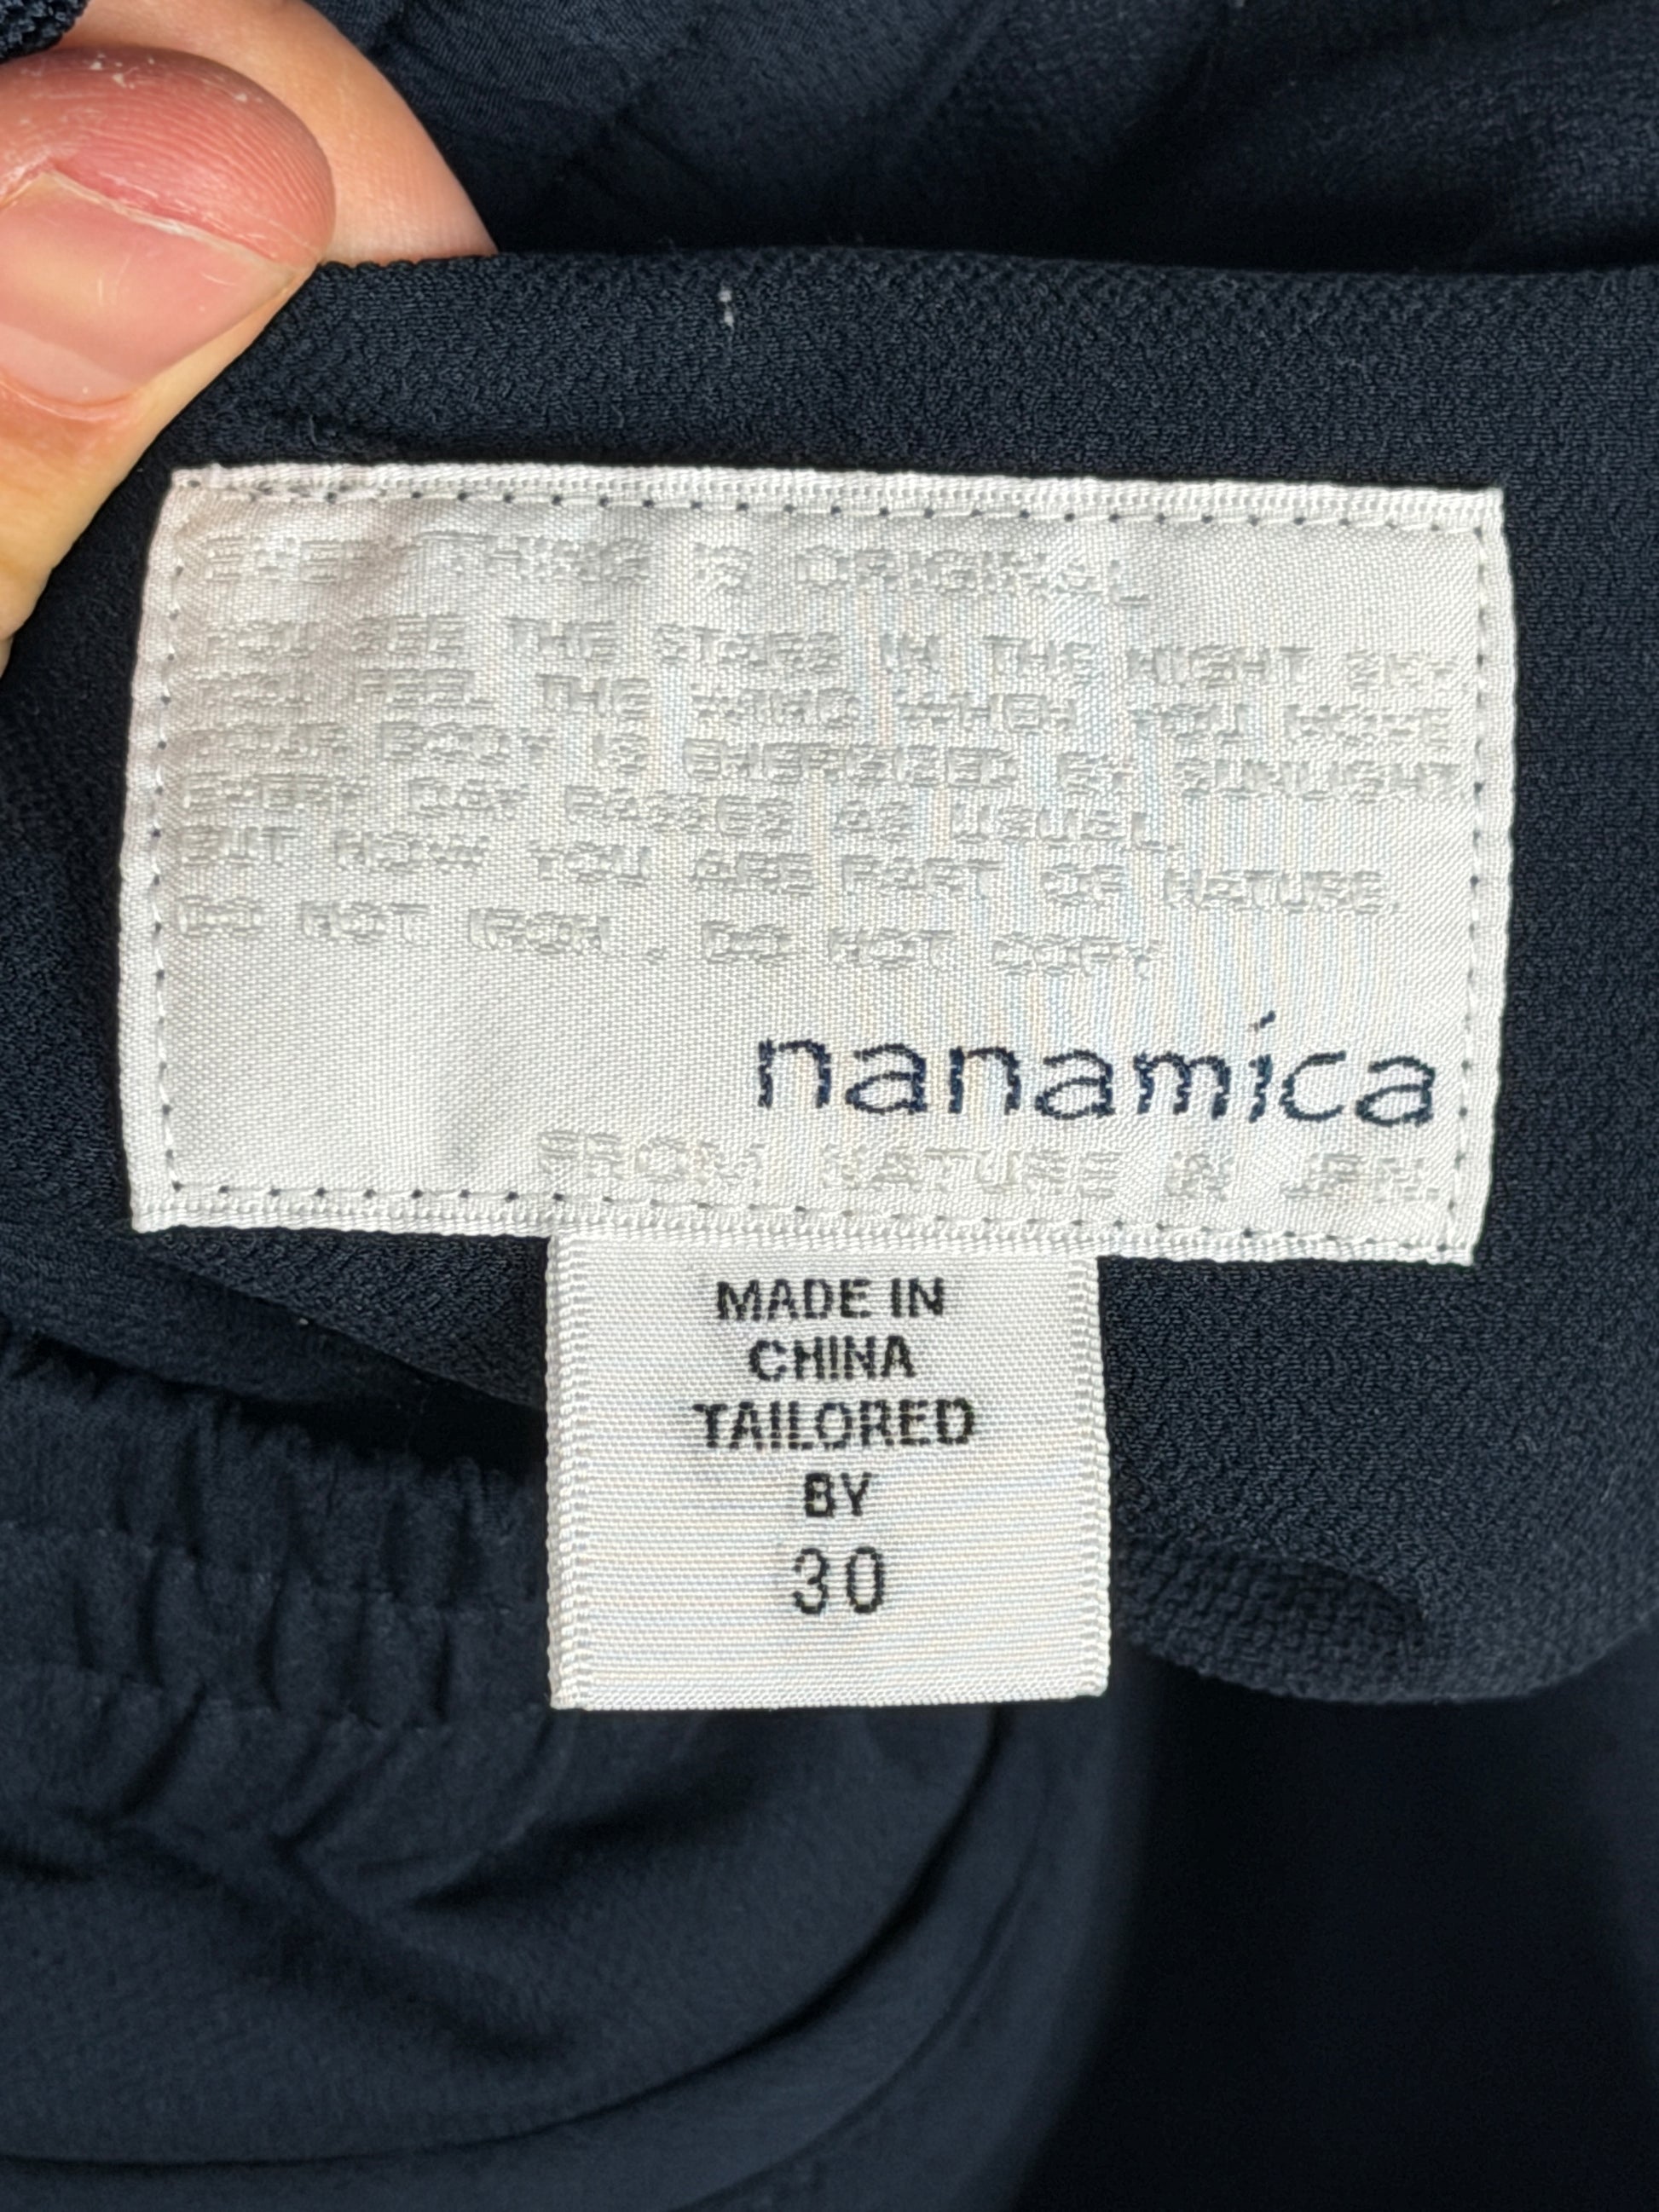 EVERYTHING IS ORIGINAL
YOU SEE THE STARS IN THE NIGHT SKY.
YOU FEEL THE WIND WHEN YOU MOVE.
YOUR BODY IS ENERGIZED BY SUNLIGHT
EVERY DAY PASSES AS USUAL.
BUT NOW YOU ARE PART OF NATURE.
DO NOT IRON. DO NOT COPY.
nanamica
FROM NATURE IN JPN.
MADE IN
CHINA
TAILORED
BY
30